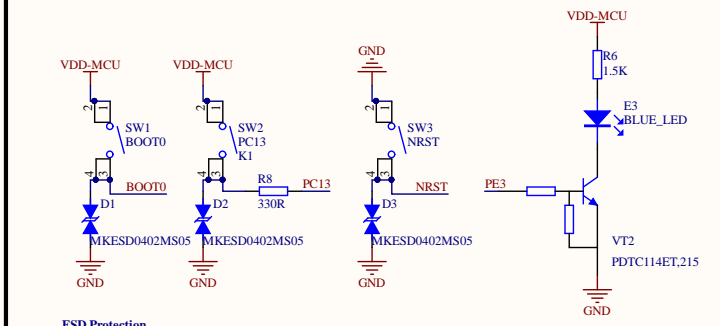 VDD-MCU
2
1
SW1
BOOT0
4
3
BOOT0
D1
MKESD0402MS05
GND
VDD-MCU
2
1
SW2
PC13
K1
4
3
R8
330R
PC13
D2
MKESD0402MS05
GND
GND
2
1
SW3
NRST
4
3
NRST
D3
MKESD0402MS05
GND
VDD-MCU
R6
1.5K
E3
BLUE_LED
PE3
VT2
PDTC114ET,215
GND
ESD Protection